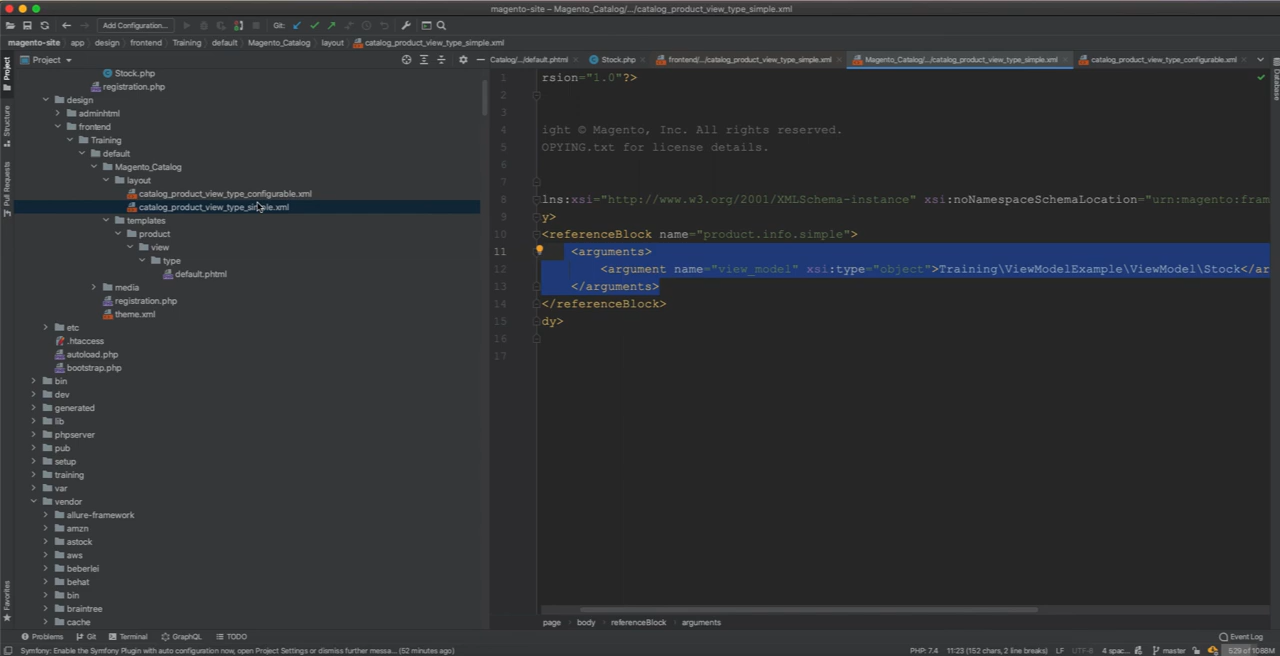 magento-site – Magento_Catalog/.../catalog_product_view_type_simple.xml
Add Configuration...
Git:
magento-site
app
design
frontend
Training
default
Magento_Catalog
layout
catalog_product_view_type_simple.xml
Project
Catalog/.../default.phtml
Stock.php
frontend/.../catalog_product_view_type_simple.xml
Magento_Catalog/.../catalog_product_view_type_simple.xml
catalog_product_view_type_configurable.xml
Project
Structure
Pull Requests
Favorites
Database
Stock.php
registration.php
design
adminhtml
frontend
Training
default
Magento_Catalog
layout
catalog_product_view_type_configurable.xml
catalog_product_view_type_simple.xml
templates
product
view
type
default.phtml
media
registration.php
theme.xml
etc
.htaccess
autoload.php
bootstrap.php
bin
dev
generated
lib
phpserver
pub
setup
training
var
vendor
allure-framework
amzn
astock
aws
beberlei
behat
bin
braintree
cache
1 rsion="1.0"?>
2
3
4 ight © Magento, Inc. All rights reserved.
5 OPYING.txt for license details.
6
7
8 lns:xsi="http://www.w3.org/2001/XMLSchema-instance" xsi:noNamespaceSchemaLocation="urn:magento:fram
9 y>
10 <referenceBlock name="product.info.simple">
11 <arguments>
12 <argument name="view_model" xsi:type="object">Training\ViewModelExample\ViewModel\Stock</ar
13 </arguments>
14 </referenceBlock>
15 dy>
16
17
page
body
referenceBlock
arguments
Problems
Git
Terminal
GraphQL
TODO
Event Log
Symfony: Enable the Symfony Plugin with auto configuration now, open Project Settings or dismiss further messa... (52 minutes ago)
PHP: 7.4
11:23 (152 chars, 2 line breaks)
LF
UTF-8
4 spac...
master
529 of 1088M